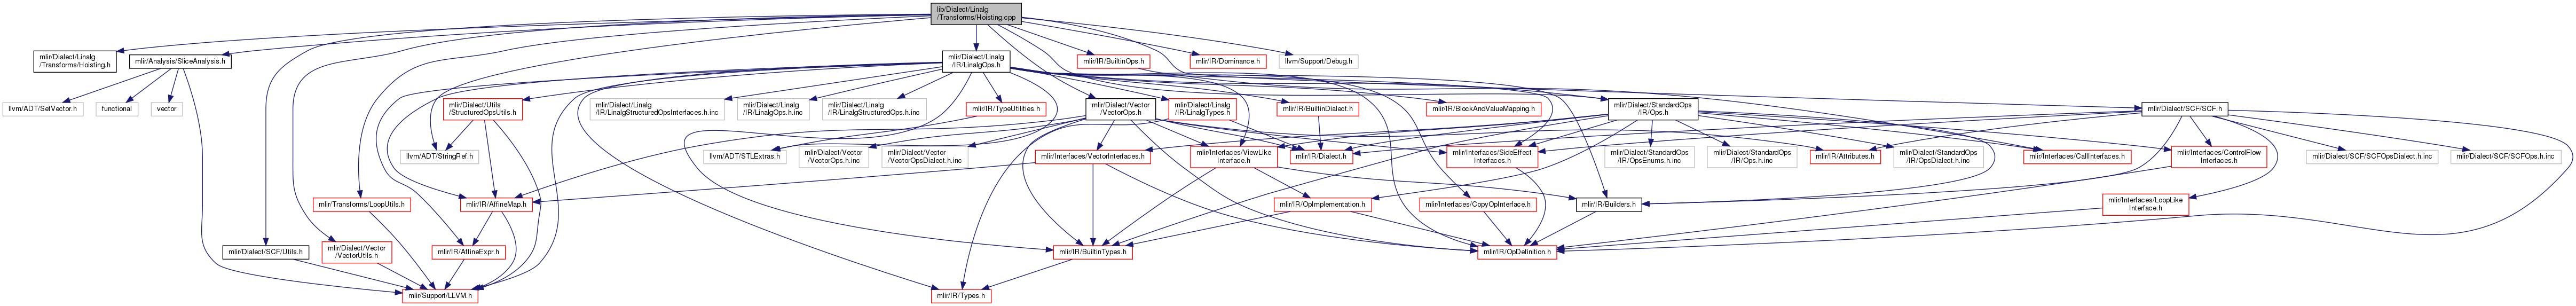 lib/Dialect/Linalg
/Transforms/Hoisting.cpp
mlir/Dialect/Linalg
/Transforms/Hoisting.h
mlir/Analysis/SliceAnalysis.h
mlir/Dialect/Linalg
/IR/LinalgOps.h
mlir/IR/BuiltinOps.h
mlir/IR/Dominance.h
llvm/Support/Debug.h
llvm/ADT/SetVector.h
functional
vector
mlir/Dialect/Utils
/StructuredOpsUtils.h
mlir/Dialect/Linalg
/IR/LinalgStructuredOpsInterfaces.h.inc
mlir/Dialect/Linalg
/IR/LinalgOps.h.inc
mlir/Dialect/Linalg
/IR/LinalgStructuredOps.h.inc
mlir/IR/TypeUtilities.h
mlir/Dialect/Vector
/VectorOps.h
mlir/Dialect/Linalg
/IR/LinalgTypes.h
mlir/IR/BuiltinDialect.h
mlir/IR/BlockAndValueMapping.h
mlir/Dialect/StandardOps
/IR/Ops.h
mlir/Dialect/SCF/SCF.h
llvm/ADT/StringRef.h
llvm/ADT/STLExtras.h
mlir/Dialect/Vector
/VectorOps.h.inc
mlir/Dialect/Vector
/VectorOpsDialect.h.inc
mlir/Interfaces/VectorInterfaces.h
mlir/Interfaces/ViewLike
Interface.h
mlir/IR/Dialect.h
mlir/Interfaces/SideEffect
Interfaces.h
mlir/Dialect/StandardOps
/IR/OpsEnums.h.inc
mlir/Dialect/StandardOps
/IR/Ops.h.inc
mlir/IR/Attributes.h
mlir/Dialect/StandardOps
/IR/OpsDialect.h.inc
mlir/Interfaces/CallInterfaces.h
mlir/Interfaces/ControlFlow
Interfaces.h
mlir/Dialect/SCF/SCFOpsDialect.h.inc
mlir/Dialect/SCF/SCFOps.h.inc
mlir/Transforms/LoopUtils.h
mlir/IR/AffineMap.h
mlir/IR/OpImplementation.h
mlir/Interfaces/CopyOpInterface.h
mlir/IR/Builders.h
mlir/Interfaces/LoopLike
Interface.h
mlir/Dialect/SCF/Utils.h
mlir/Dialect/Vector
/VectorUtils.h
mlir/IR/AffineExpr.h
mlir/IR/BuiltinTypes.h
mlir/IR/OpDefinition.h
mlir/Support/LLVM.h
mlir/IR/Types.h